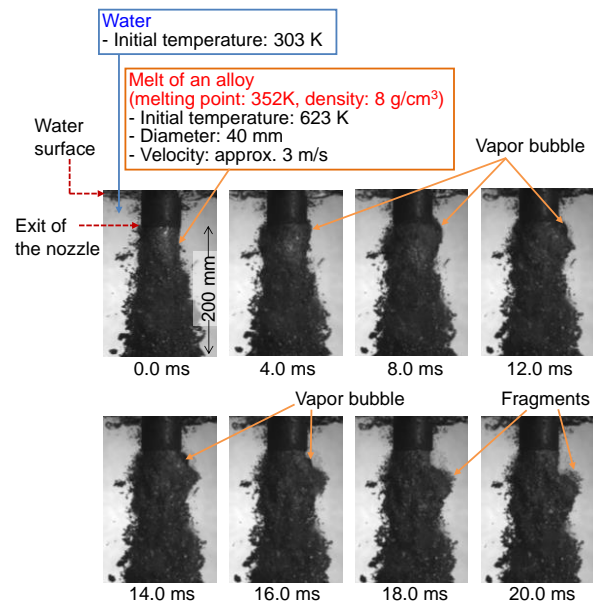 Water
- Initial temperature: 303 K
Melt of an alloy
(melting point: 352K, density: 8 g/cm³)
- Initial temperature: 623 K
- Diameter: 40 mm
- Velocity: approx. 3 m/s
Water
surface
Vapor bubble
Exit of
the nozzle
200 mm
0.0 ms
4.0 ms
8.0 ms
12.0 ms
Vapor bubble
Fragments
14.0 ms
16.0 ms
18.0 ms
20.0 ms